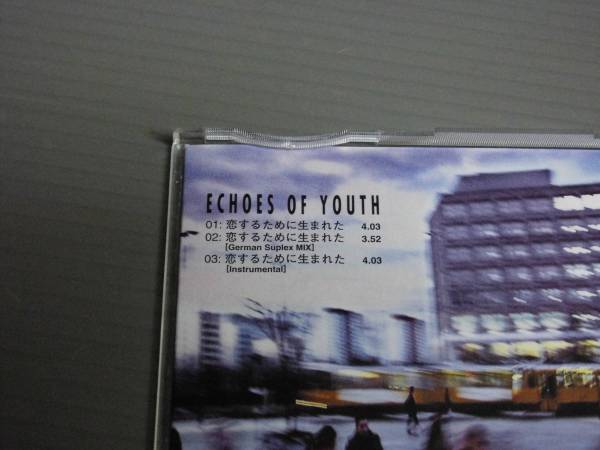 ECHOES OF YOUTH
01: 恋するために生まれた 4.03
02: 恋するために生まれた 3.52
[German Suplex MIX]
03: 恋するために生まれた 4.03
[Instrumental]